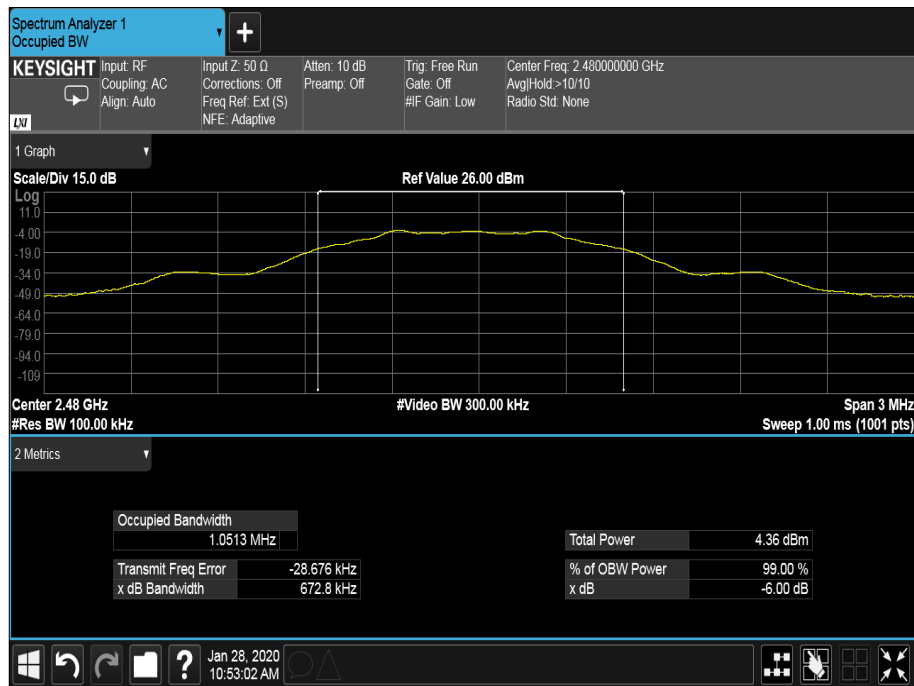 Spectrum Analyzer 1
Occupied BW
+
KEYSIGHT
LXI
Input: RF
Coupling: AC
Align: Auto
Input Z: 50 Ω
Corrections: Off
Freq Ref: Ext (S)
NFE: Adaptive
Atten: 10 dB
Preamp: Off
Trig: Free Run
Gate: Off
#IF Gain: Low
Center Freq: 2.480000000 GHz
Avg|Hold:>10/10
Radio Std: None
1 Graph
Scale/Div 15.0 dB
Ref Value 26.00 dBm
Log
11.0
-4.00
-19.0
-34.0
-49.0
-64.0
-79.0
-94.0
-109
Center 2.48 GHz
#Video BW 300.00 kHz
Span 3 MHz
#Res BW 100.00 kHz
Sweep 1.00 ms (1001 pts)
2 Metrics
Occupied Bandwidth
1.0513 MHz
Total Power 4.36 dBm
Transmit Freq Error -28.676 kHz
% of OBW Power 99.00 %
x dB Bandwidth 672.8 kHz
x dB -6.00 dB
?
Jan 28, 2020
10:53:02 AM